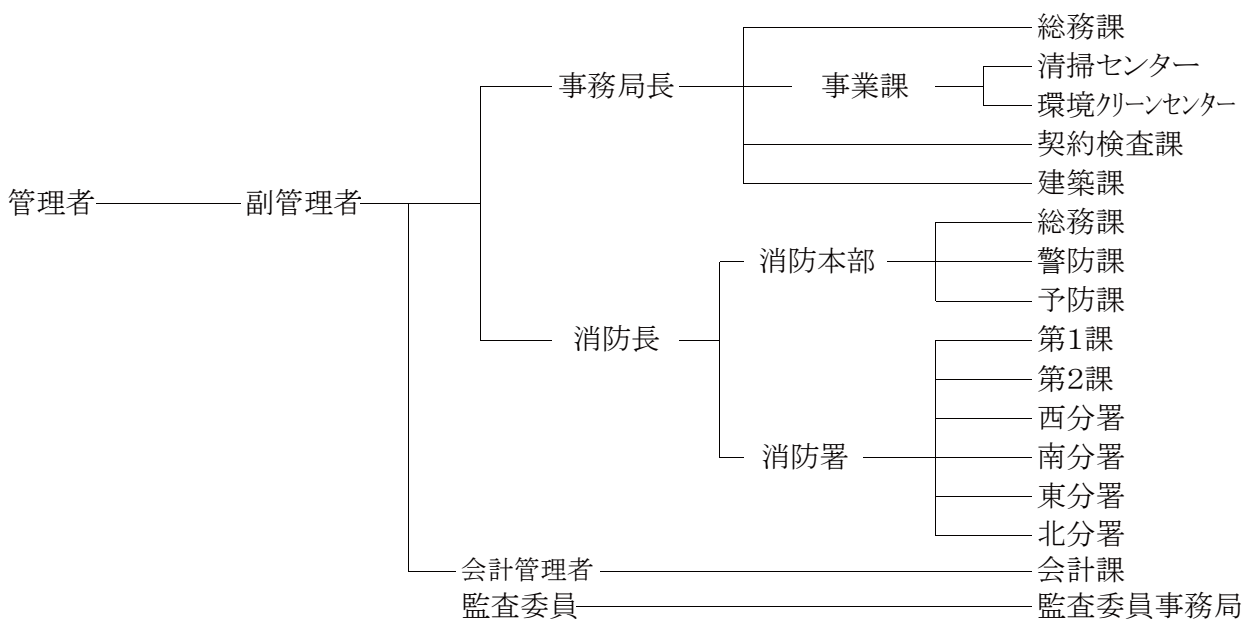 総務課
清掃センター
事務局長 事業課
環境クリーンセンター
契約検査課
建築課
管理者 副管理者
総務課
消防本部 警防課
予防課
消防長 第1課
第2課
西分署
消防署 南分署
東分署
北分署
会計管理者 会計課
監査委員 監査委員事務局